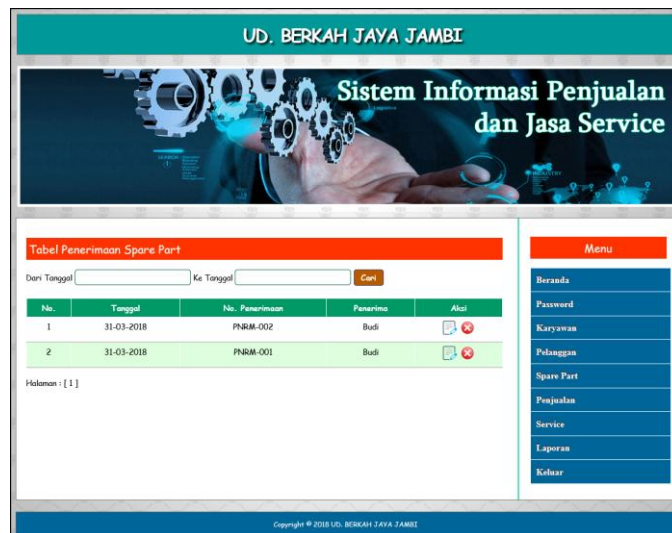 UD. BERKAH JAYA JAMBI
Sistem Informasi Penjualan
dan Jasa Service
Tabel Penerimaan Spare Part
Dari Tanggal Ke Tanggal Cari
No. Tanggal No. Penerimaan Penerima Aksi
1 31-03-2018 PNRM-002 Budi
2 31-03-2018 PNRM-001 Budi
Halaman : [ 1 ]
Menu
Beranda
Password
Karyawan
Pelanggan
Spare Part
Penjualan
Service
Laporan
Keluar
Copyright © 2018 UD. BERKAH JAYA JAMBI